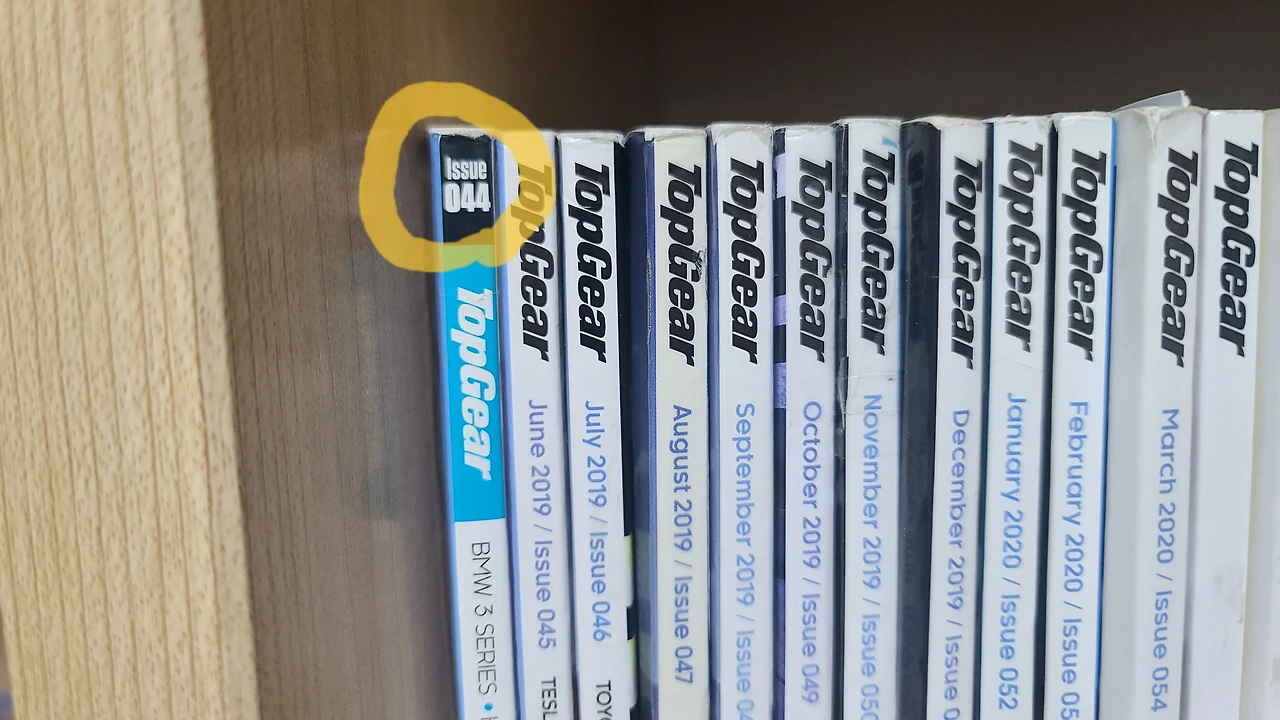 Issue
044
TopGear
BMW 3 SERIES •
TopGear June 2019 / Issue 045
TopGear July 2019 / Issue 046
TopGear August 2019 / Issue 047
TopGear September 2019 / Issue
TopGear October 2019 / Issue 049
TopGear November 2019 / Issue 050
TopGear December 2019 / Issue
TopGear January 2020 / Issue 052
TopGear February 2020 / Issue
TopGear March 2020 / Issue 054
TopGear